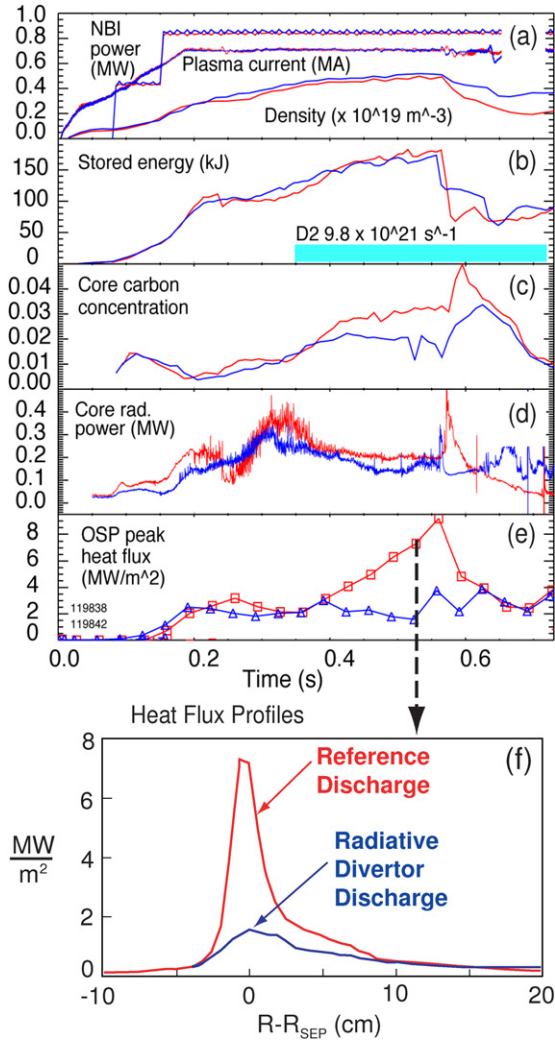 1.0
0.8
0.6
0.4
0.2
0.0
NBI
power
(MW)
(a)
Plasma current (MA)
Density (x 10^19 m^-3)
150
100
50
0
Stored energy (kJ)
(b)
D2 9.8 x 10^21 s^-1
0.04
0.03
0.02
0.01
0.00
Core carbon
concentration
(c)
0.4
0.3
0.2
0.1
0.0
Core rad.
power (MW)
(d)
8
6
4
2
0
OSP peak
heat flux
(MW/m^2)
(e)
119838
119842
0.0
0.2
0.4
0.6
Time (s)
Heat Flux Profiles
8
6
4
2
0
MW
m2
(f)
Reference
Discharge
Radiative
Divertor
Discharge
-10
0
10
20
R-RSEP (cm)